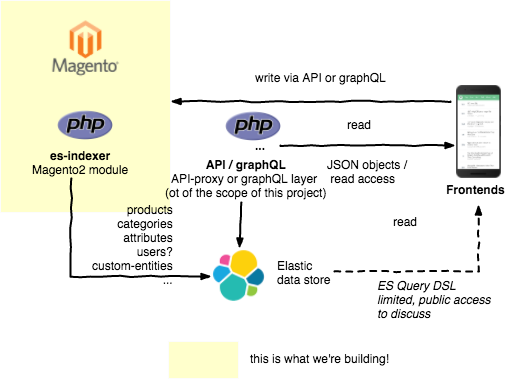 Magento
write via API or graphQL
php
es-indexer
Magento2 module
php
...
API / graphQL
API-proxy or graphQL layer
(ot of the scope of this project)
read
JSON objects /
read access
Frontends
products
categories
attributes
users?
custom-entities
...
Elastic
data store
read
ES Query DSL
limited, public access
to discuss
this is what we're building!